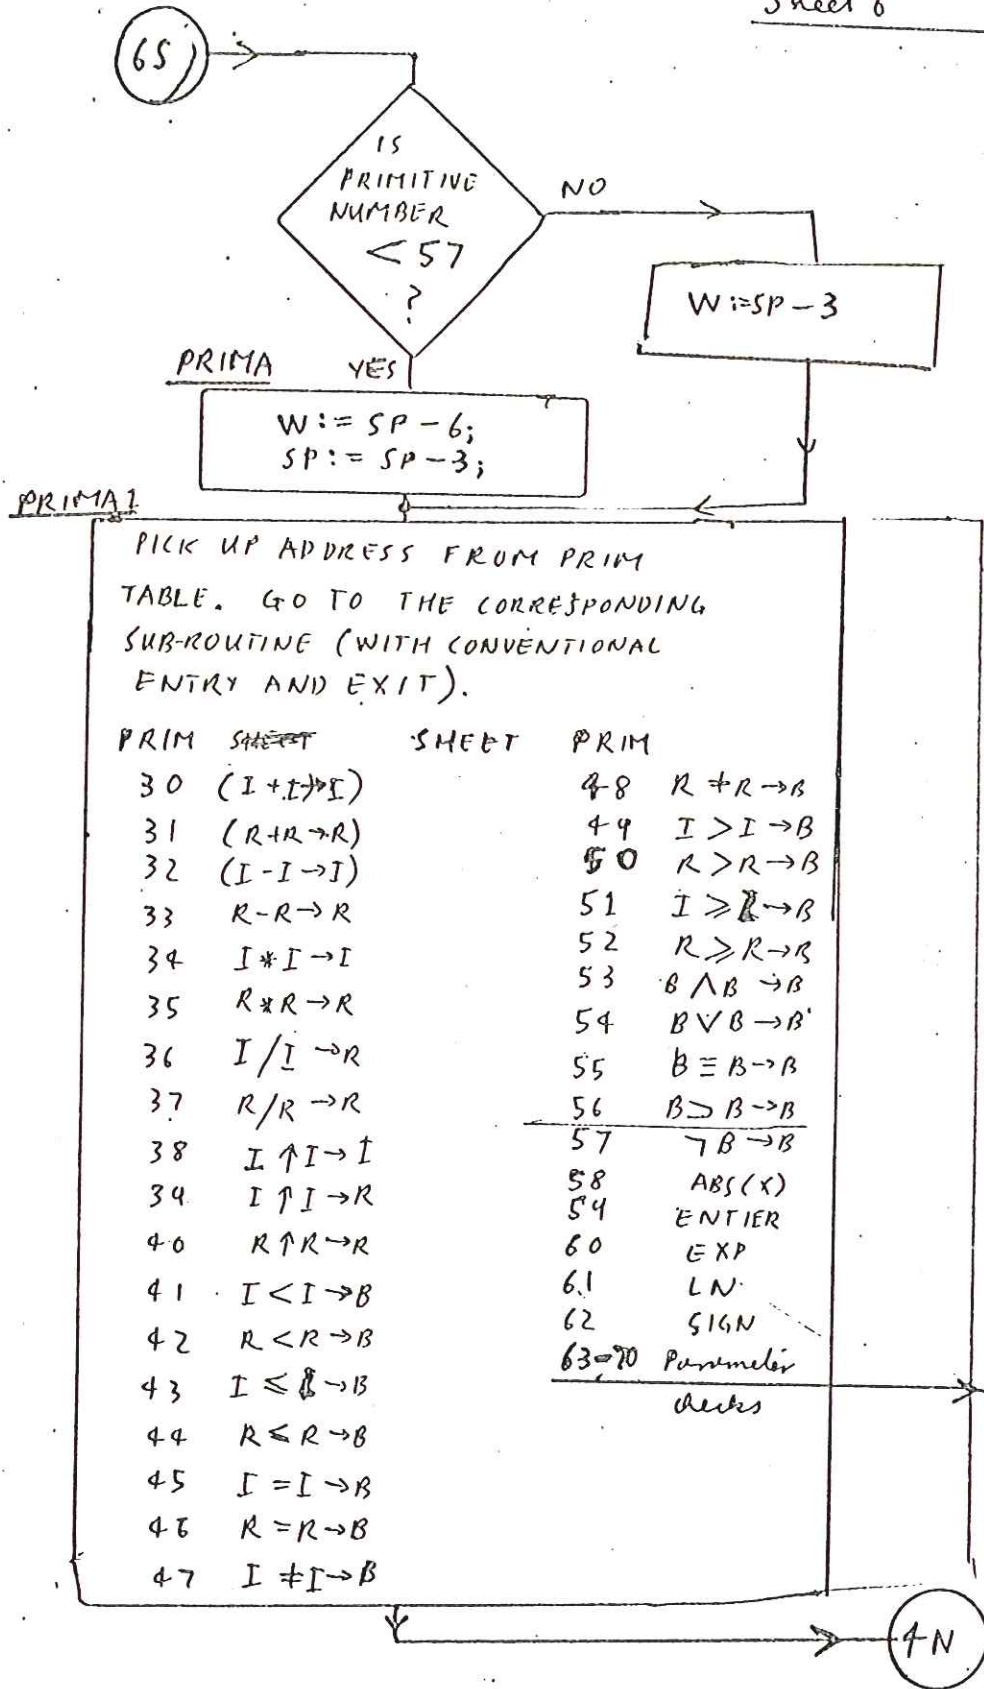 Sheet 6
6S
IS
PRIMITIVE
NUMBER
< 57
?
NO
W:=SP-3
PRIMA
YES
W:= SP-6;
SP:= SP-3;
PRIMA1
PICK UP ADDRESS FROM PRIM
TABLE. GO TO THE CORRESPONDING
SUB-ROUTINE (WITH CONVENTIONAL
ENTRY AND EXIT).
PRIM SHEET SHEET PRIM
30 (I+I→I)
31 (R+R→R)
32 (I-I→I)
33 R-R→R
34 I*I→I
35 R*R→R
36 I/I→R
37 R/R→R
38 I↑I→I
39 I↑I→R
40 R↑R→R
41 I<I→B
42 R<R→B
43 I≤I→B
44 R≤R→B
45 I=I→B
46 R=R→B
47 I≠I→B
48 R≠R→B
49 I>I→B
50 R>R→B
51 I≥I→B
52 R≥R→B
53 B∧B→B
54 B∨B→B
55 B≡B→B
56 B⊃B→B
57 ¬B→B
58 ABS(X)
59 ENTIER
60 EXP
61 LN
62 SIGN
63-70 Parameter
checks
4N